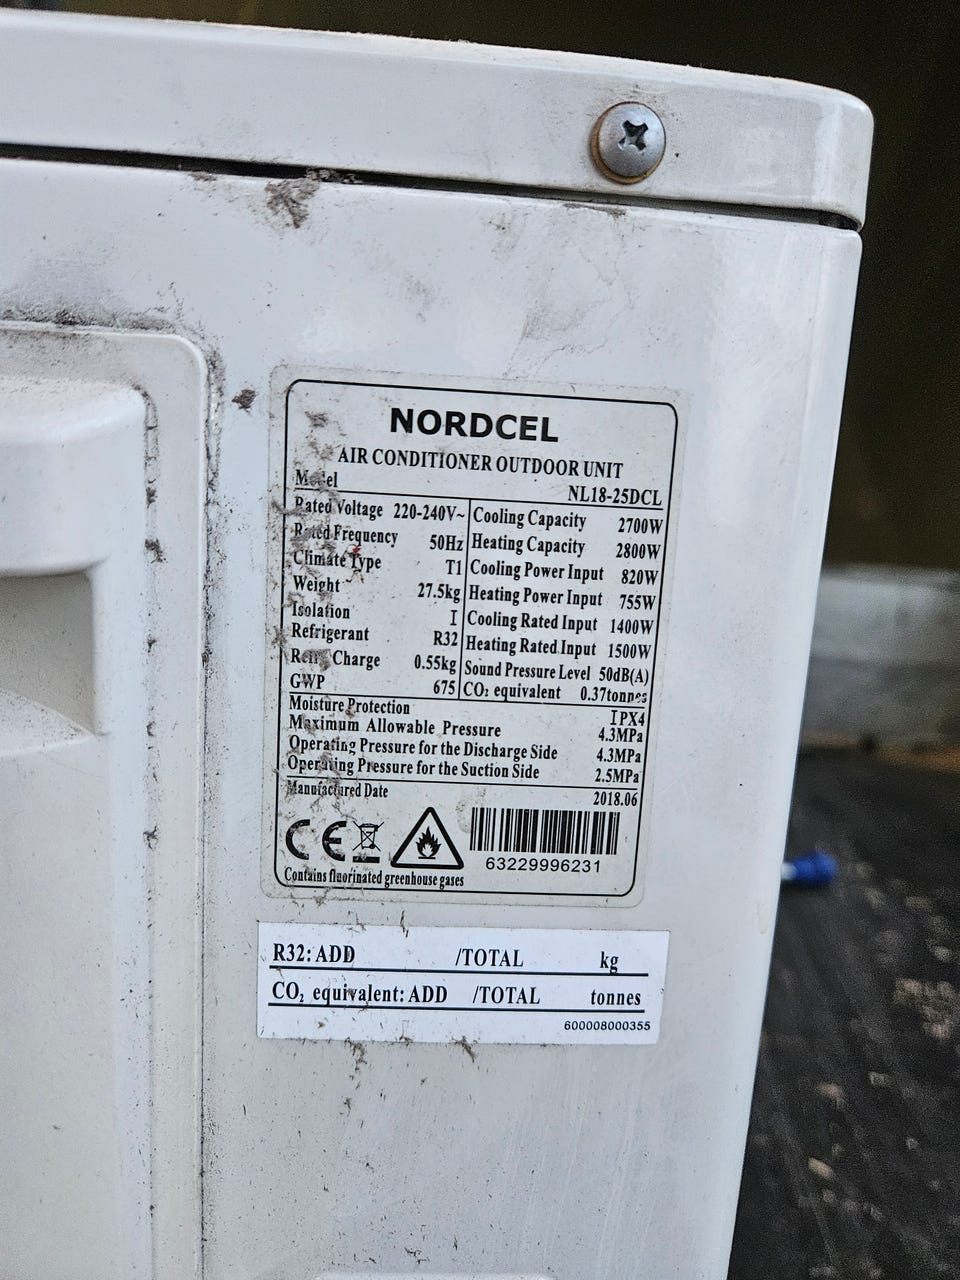 NORDCEL
AIR CONDITIONER OUTDOOR UNIT
Model NL18-25DCL
Rated Voltage 220-240V~
Rated Frequency 50Hz
Climate Type T1
Weight 27.5kg
Isolation I
Refrigerant R32
Refri. Charge 0.55kg
GWP 675
Cooling Capacity 2700W
Heating Capacity 2800W
Cooling Power Input 820W
Heating Power Input 755W
Cooling Rated Input 1400W
Heating Rated Input 1500W
Sound Pressure Level 50dB(A)
CO₂ equivalent 0.37tonnes
Moisture Protection IPX4
Maximum Allowable Pressure 4.3MPa
Operating Pressure for the Discharge Side 4.3MPa
Operating Pressure for the Suction Side 2.5MPa
Manufactured Date 2018.06
CE
63229996231
Contains fluorinated greenhouse gases
R32: ADD /TOTAL kg
CO₂ equivalent: ADD /TOTAL tonnes
600008000355